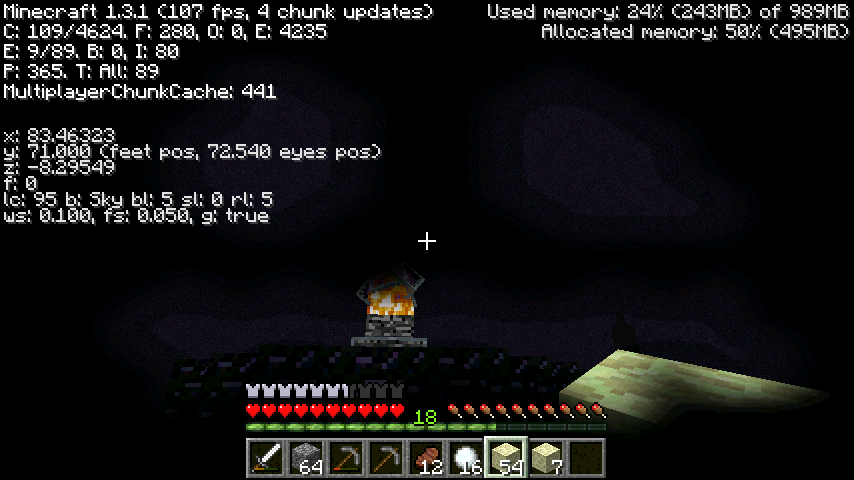 Minecraft 1.3.1 (107 fps, 4 chunk updates)
C: 109/4624. F: 280, O: 0, E: 4235
E: 9/89. B: 0, I: 80
P: 365. T: All: 89
MultiplayerChunkCache: 441
Used memory: 24% (243MB) of 989MB
Allocated memory: 50% (495MB)
x: 83.46323
y: 71.000 (feet pos, 72.540 eyes pos)
z: -8.29549
f: 0
lc: 95 b: Sky bl: 5 sl: 0 rl: 5
ws: 0.100, fs: 0.050, g: true
18
64 12 16 54 7